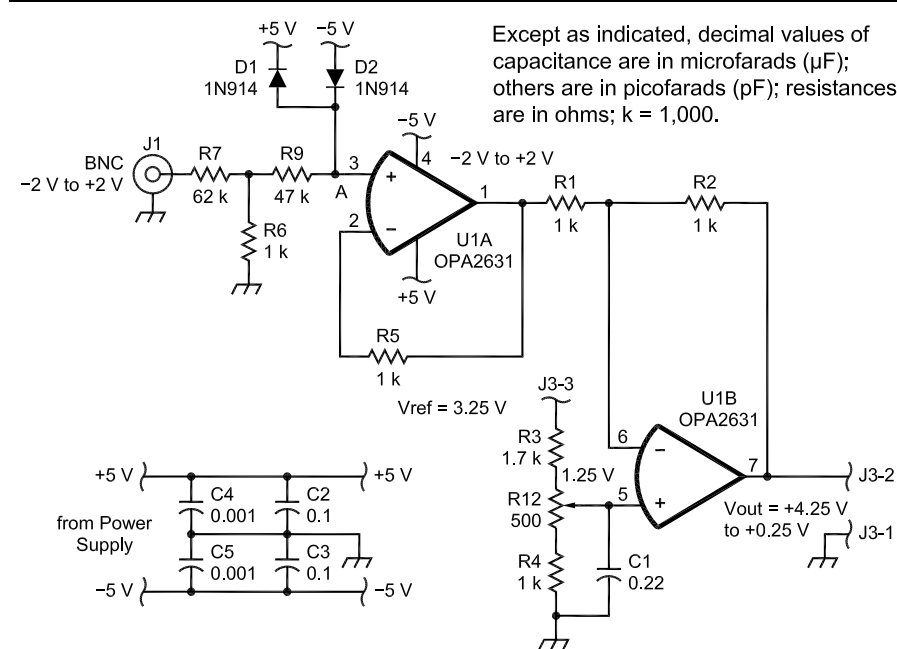 +5 V
−5 V
D1
1N914
D2
1N914
Except as indicated, decimal values of
capacitance are in microfarads (µF);
others are in picofarads (pF); resistances
are in ohms; k = 1,000.
J1
BNC
−2 V to +2 V
R7
62 k
R9
47 k
R6
1 k
A
3
+
−5 V
4
−2 V to +2 V
1
2
−
U1A
OPA2631
+5 V
R1
1 k
R2
1 k
R5
1 k
Vref = 3.25 V
J3-3
R3
1.7 k
1.25 V
R12
500
R4
1 k
C1
0.22
U1B
OPA2631
6
−
5
+
7
J3-2
Vout = +4.25 V
to +0.25 V
J3-1
+5 V
+5 V
C4
0.001
C2
0.1
from Power
Supply
C5
0.001
C3
0.1
−5 V
−5 V